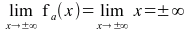 lim f_a(x) = lim x = ±∞
x→±∞ x→±∞